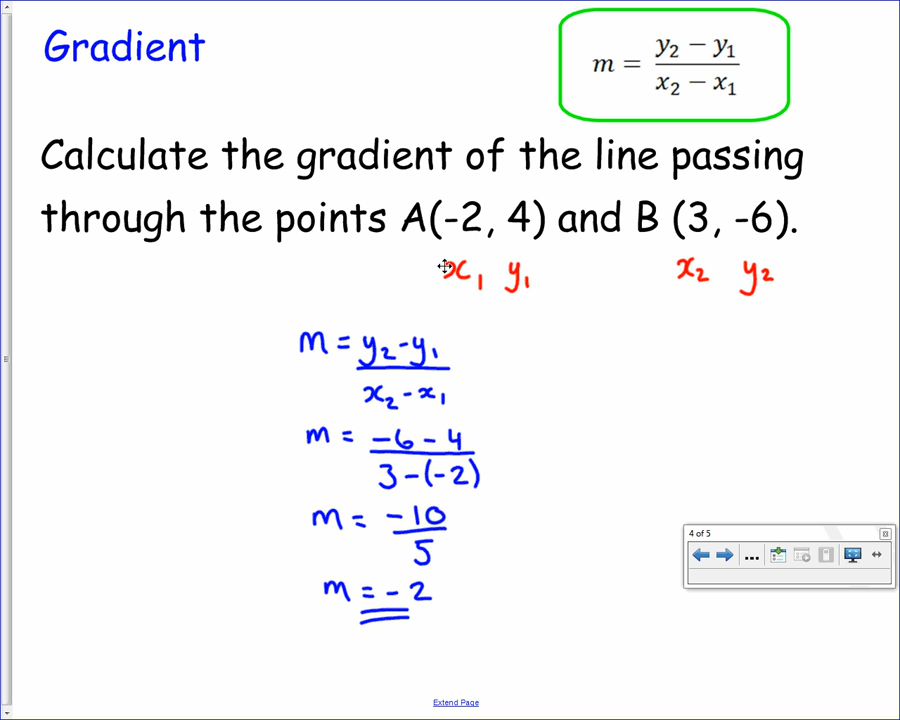 Gradient
m = (y₂ − y₁)/(x₂ − x₁)
Calculate the gradient of the line passing
through the points A(-2, 4) and B (3, -6).
x₁ y₁ x₂ y₂
m = (y₂ - y₁)/(x₂ - x₁)
m = (-6 - 4)/(3 - (-2))
m = -10/5
m = -2
4 of 5
...
Extend Page